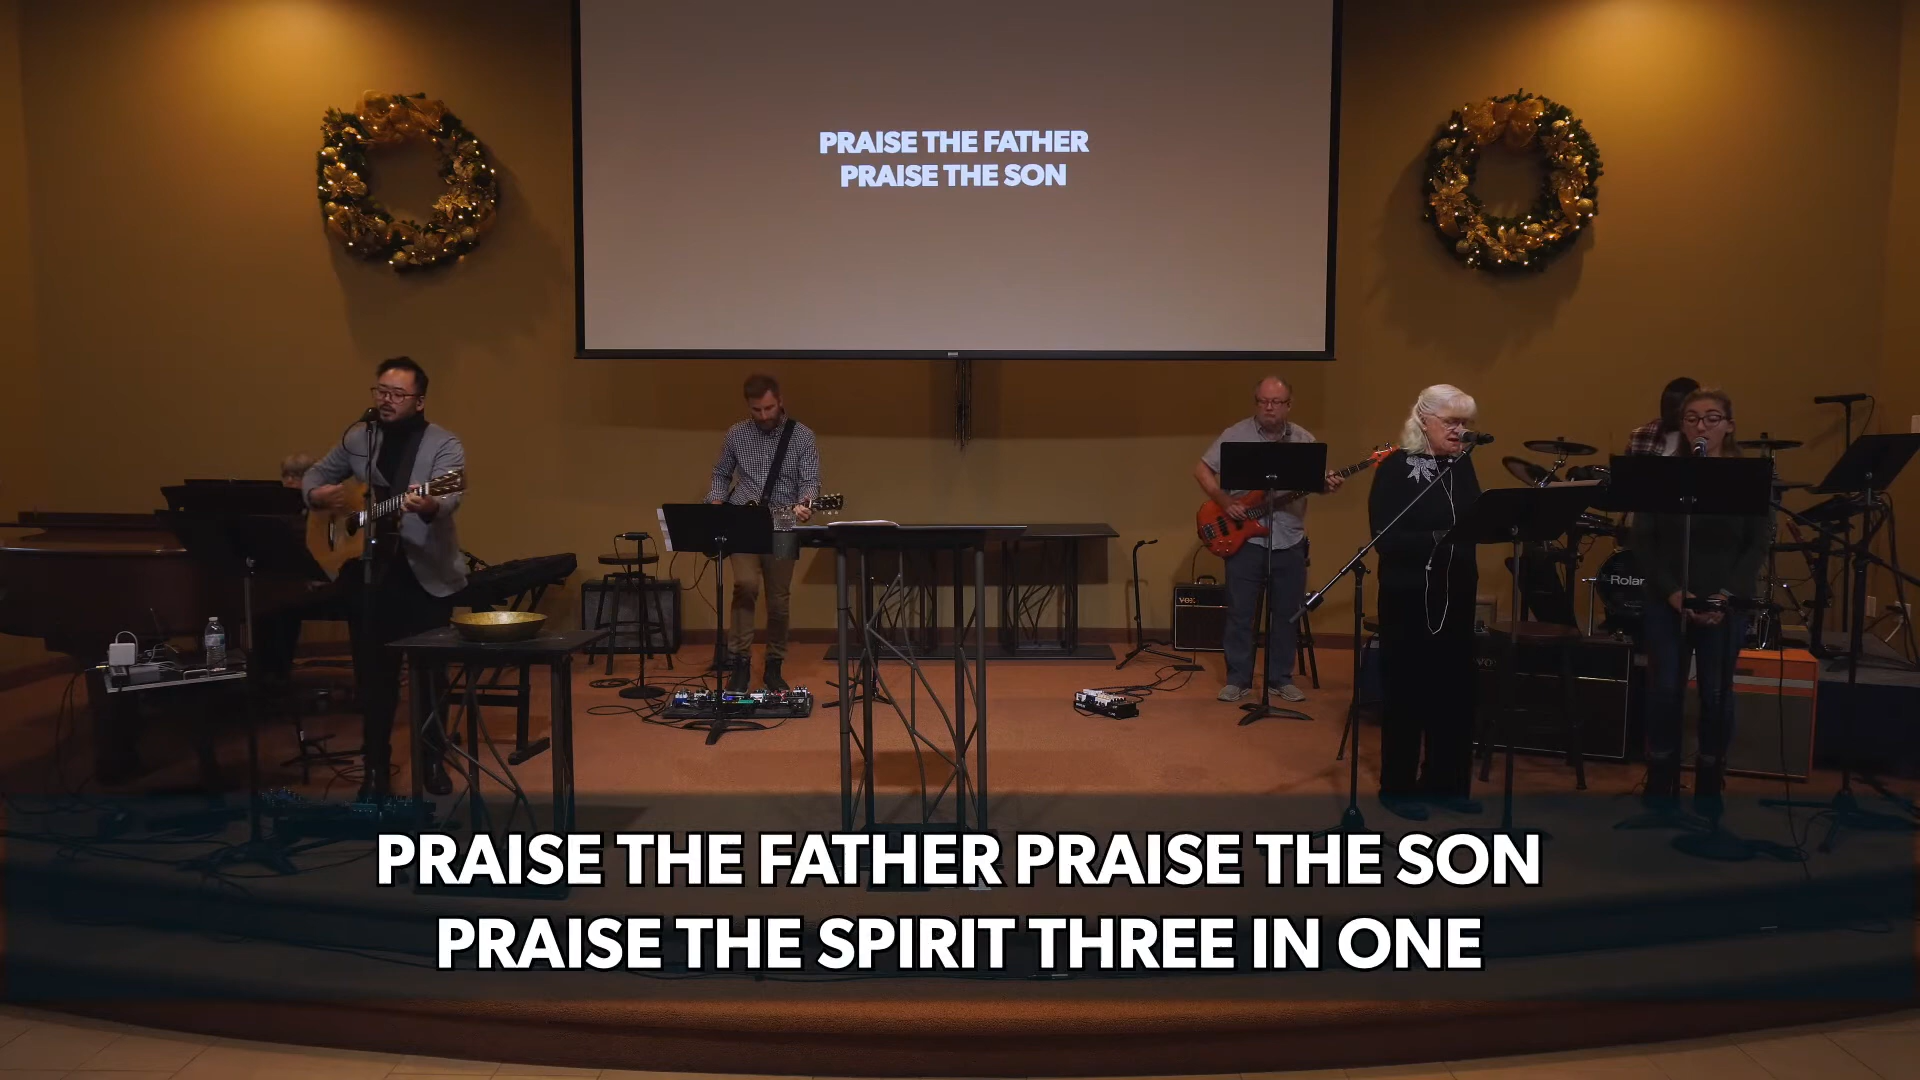 PRAISE THE FATHER
PRAISE THE SON
VOX
Roland
PRAISE THE FATHER PRAISE THE SON
PRAISE THE SPIRIT THREE IN ONE